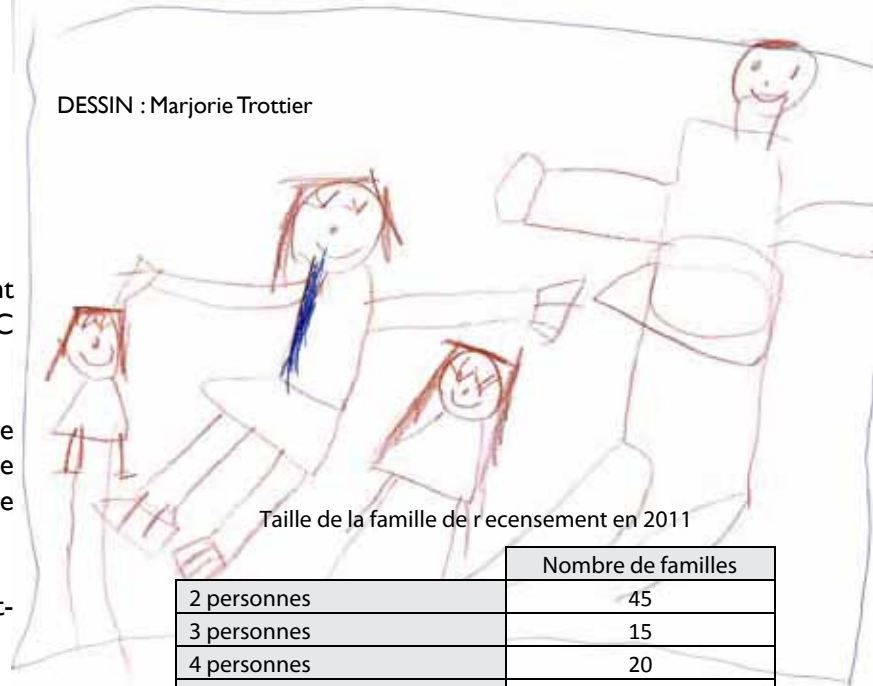 DESSIN : Marjorie Trottier
nt
C
e
e
e
t-
Taille de la famille de r ecensement en 2011
Nombre de familles
2 personnes 45
3 personnes 15
4 personnes 20